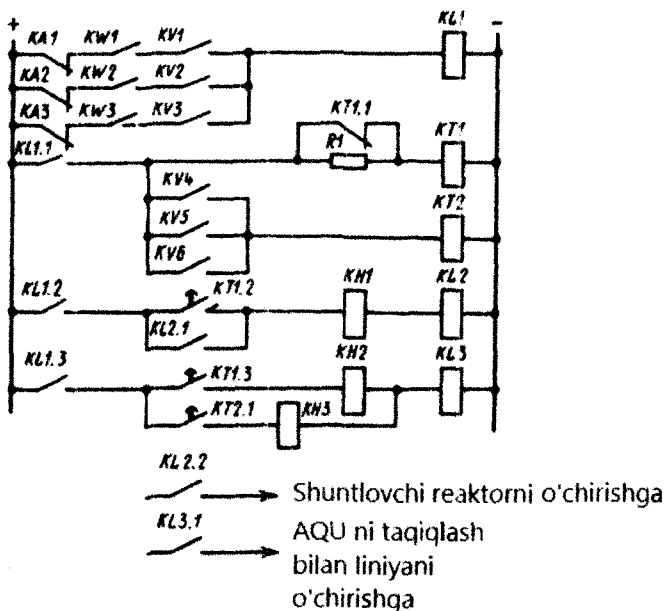 +
KL1
-
KA1 KW1 KV1
KA2 KW2 KV2
KA3 KW3 KV3
KT1.1
KT1
R1
KL1.1
KV4
KT2
KV5
KV6
KL1.2 KT1.2 KH1 KL2
KL2.1
KL1.3 KT1.3 KH2 KL3
KT2.1 KH3
KL2.2
Shuntlovchi reaktorni o'chirishga
KL3.1
AQU ni taqiqlash
bilan liniyani
o'chirishga